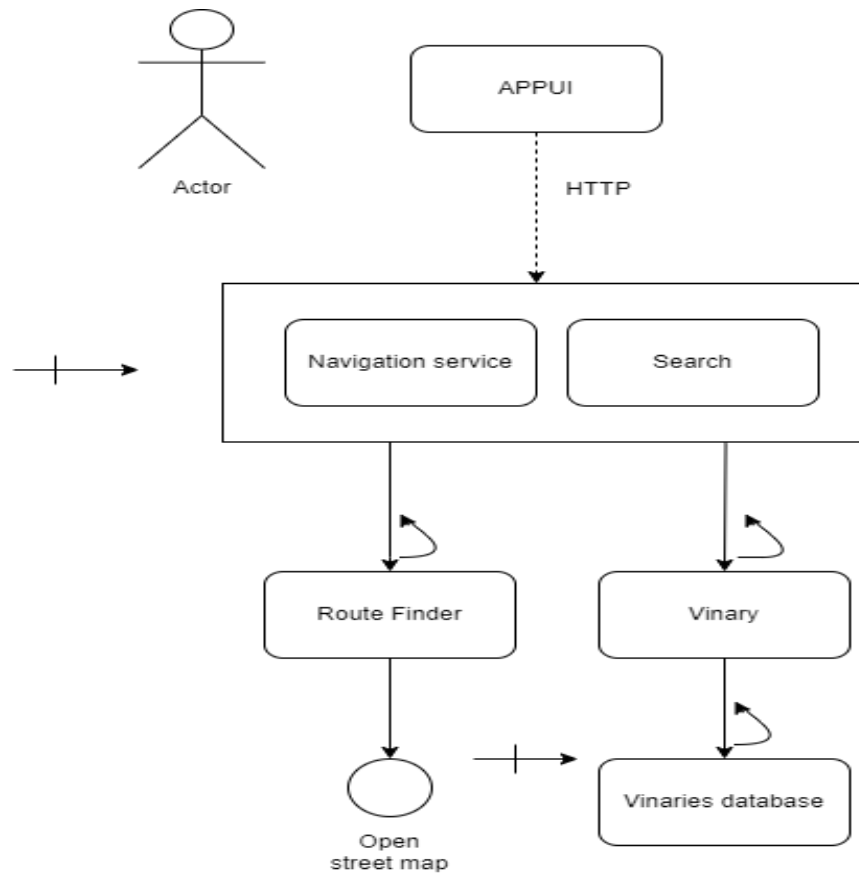 APPUI
Actor
HTTP
Navigation service
Search
Route Finder
Vinary
Open
street map
Vinaries database